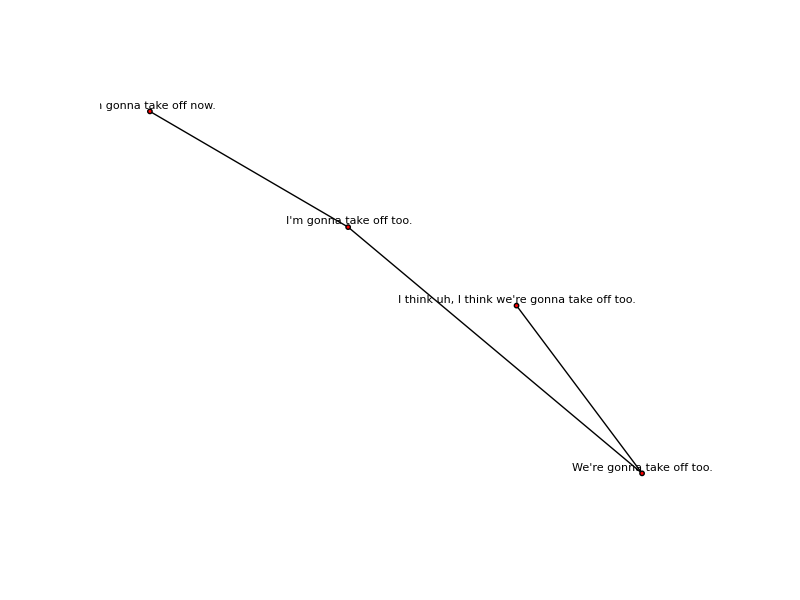 gonna take off now.
I'm gonna take off too.
I think uh, I think we're gonna take off too.
We're gonna take off too.